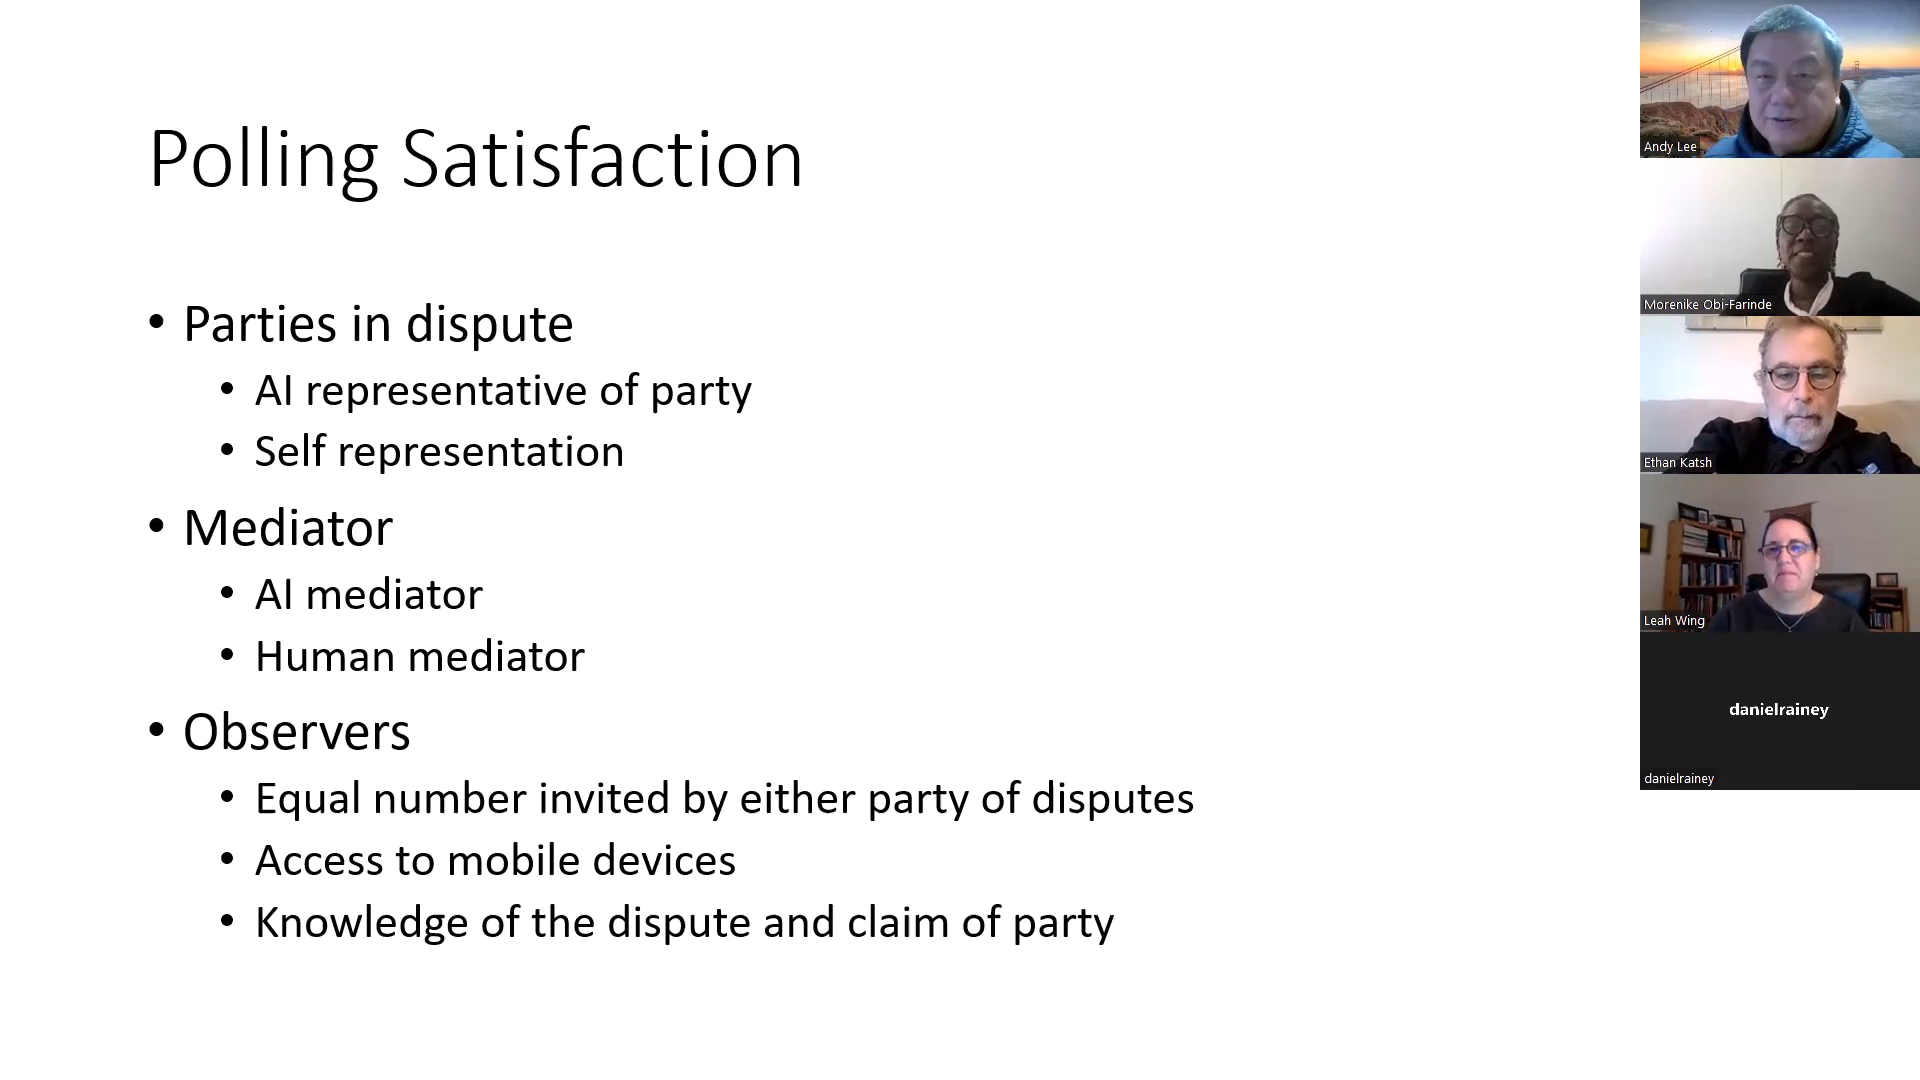 Polling Satisfaction
• Parties in dispute
• AI representative of party
• Self representation
• Mediator
• AI mediator
• Human mediator
• Observers
• Equal number invited by either party of disputes
• Access to mobile devices
• Knowledge of the dispute and claim of party
Andy Lee
Morenike Obi-Farinde
Ethan Katsh
Leah Wing
danielrainey
danielrainey